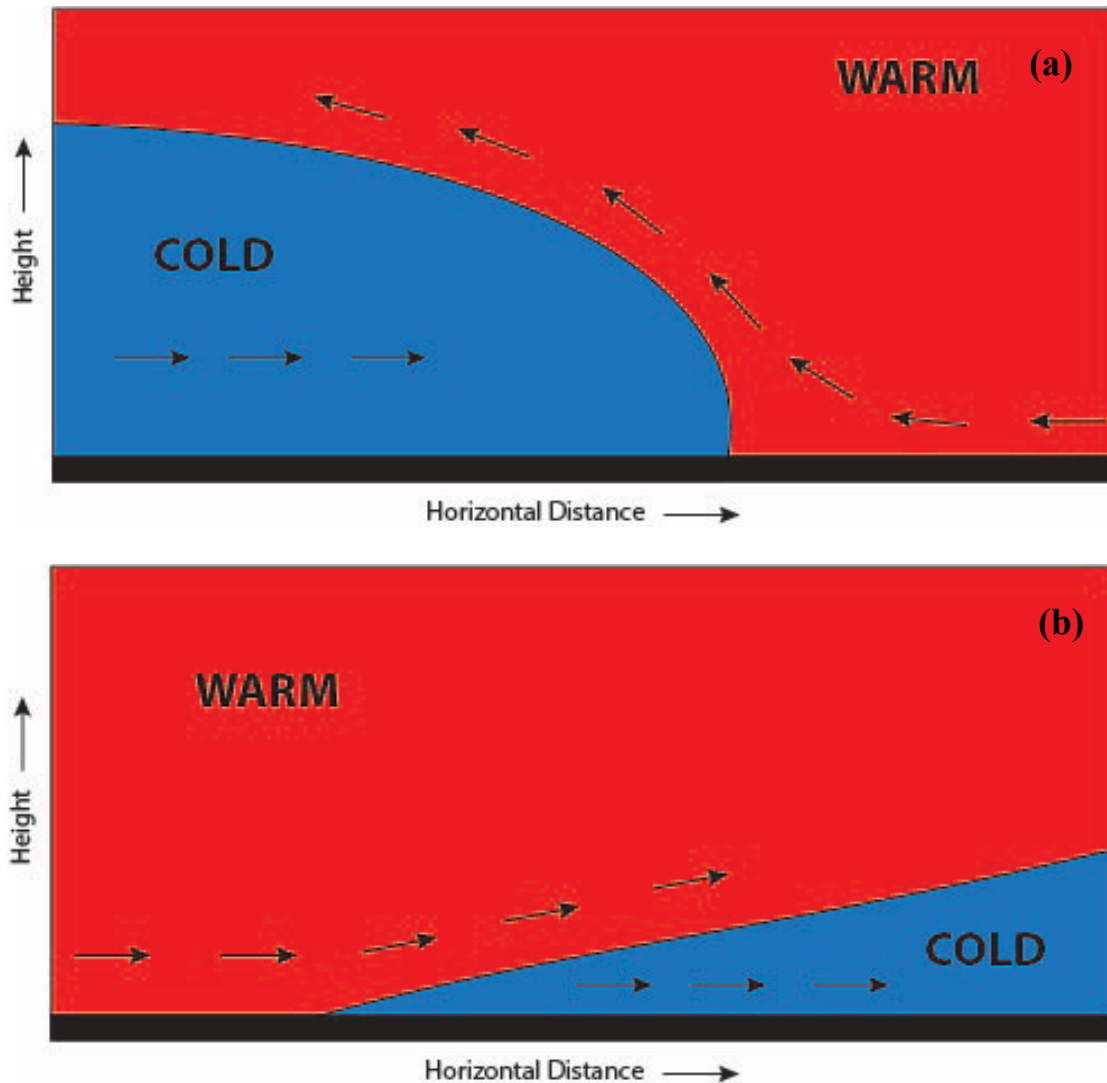 (a)
WARM
COLD
Height
Horizontal Distance
(b)
WARM
COLD
Height
Horizontal Distance